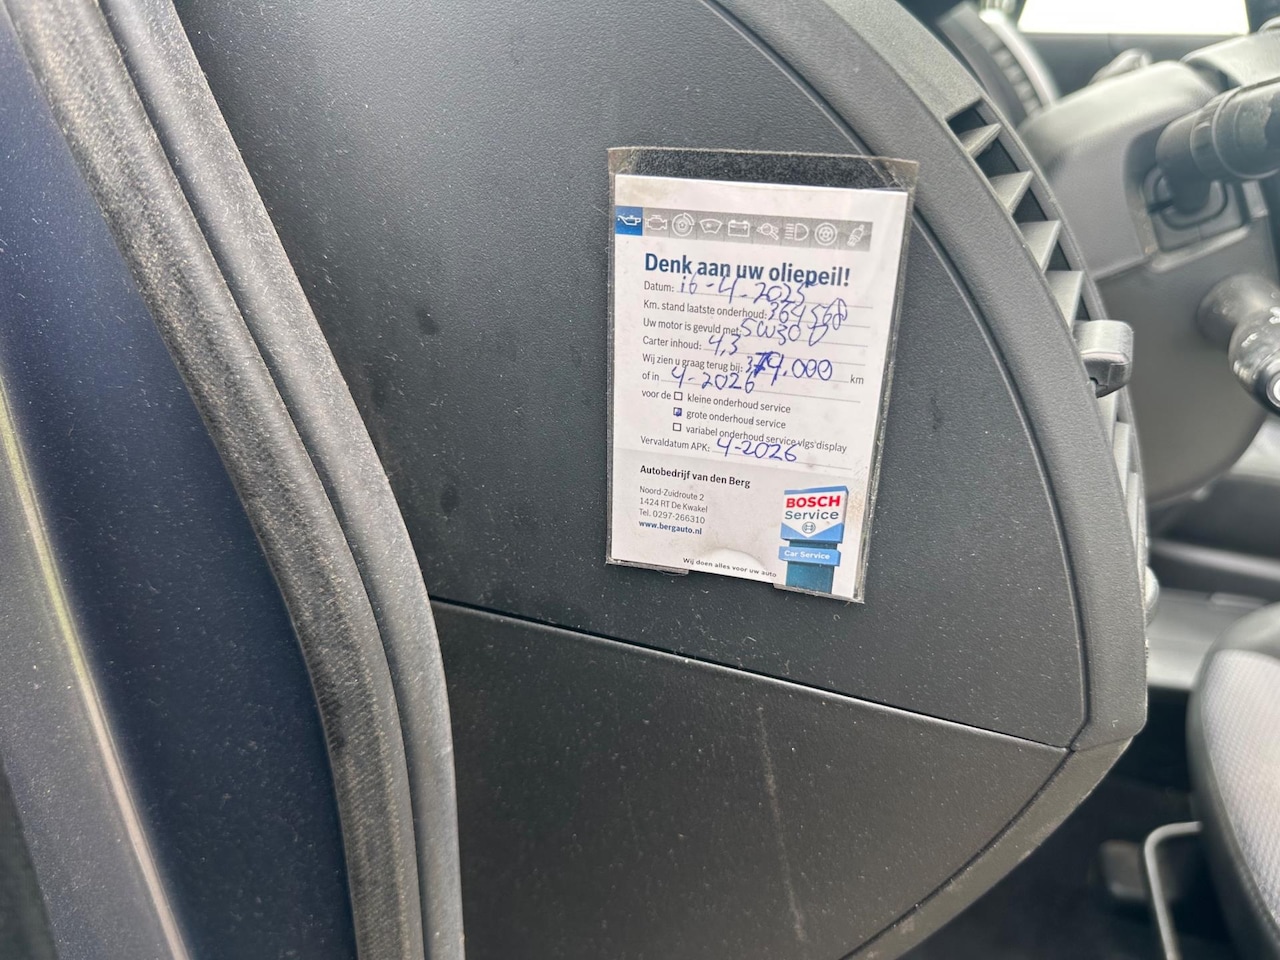 Denk aan uw oliepeil!
Datum: 16-4-2025
Km. stand laatste onderhoud: 364568
Uw motor is gevuld met: 5W30
Carter inhoud: 4,3
Wij zien u graag terug bij: 379.000 km
of in 4-2026
voor de kleine onderhoud service
grote onderhoud service
variabel onderhoud service vlgs display
Vervaldatum APK: 4-2026
Autobedrijf van den Berg
Noord-Zuidroute 2
1424 RT De Kwakel
Tel. 0297-266310
www.bergauto.nl
BOSCH
Service
Car Service
Wij doen alles voor uw auto